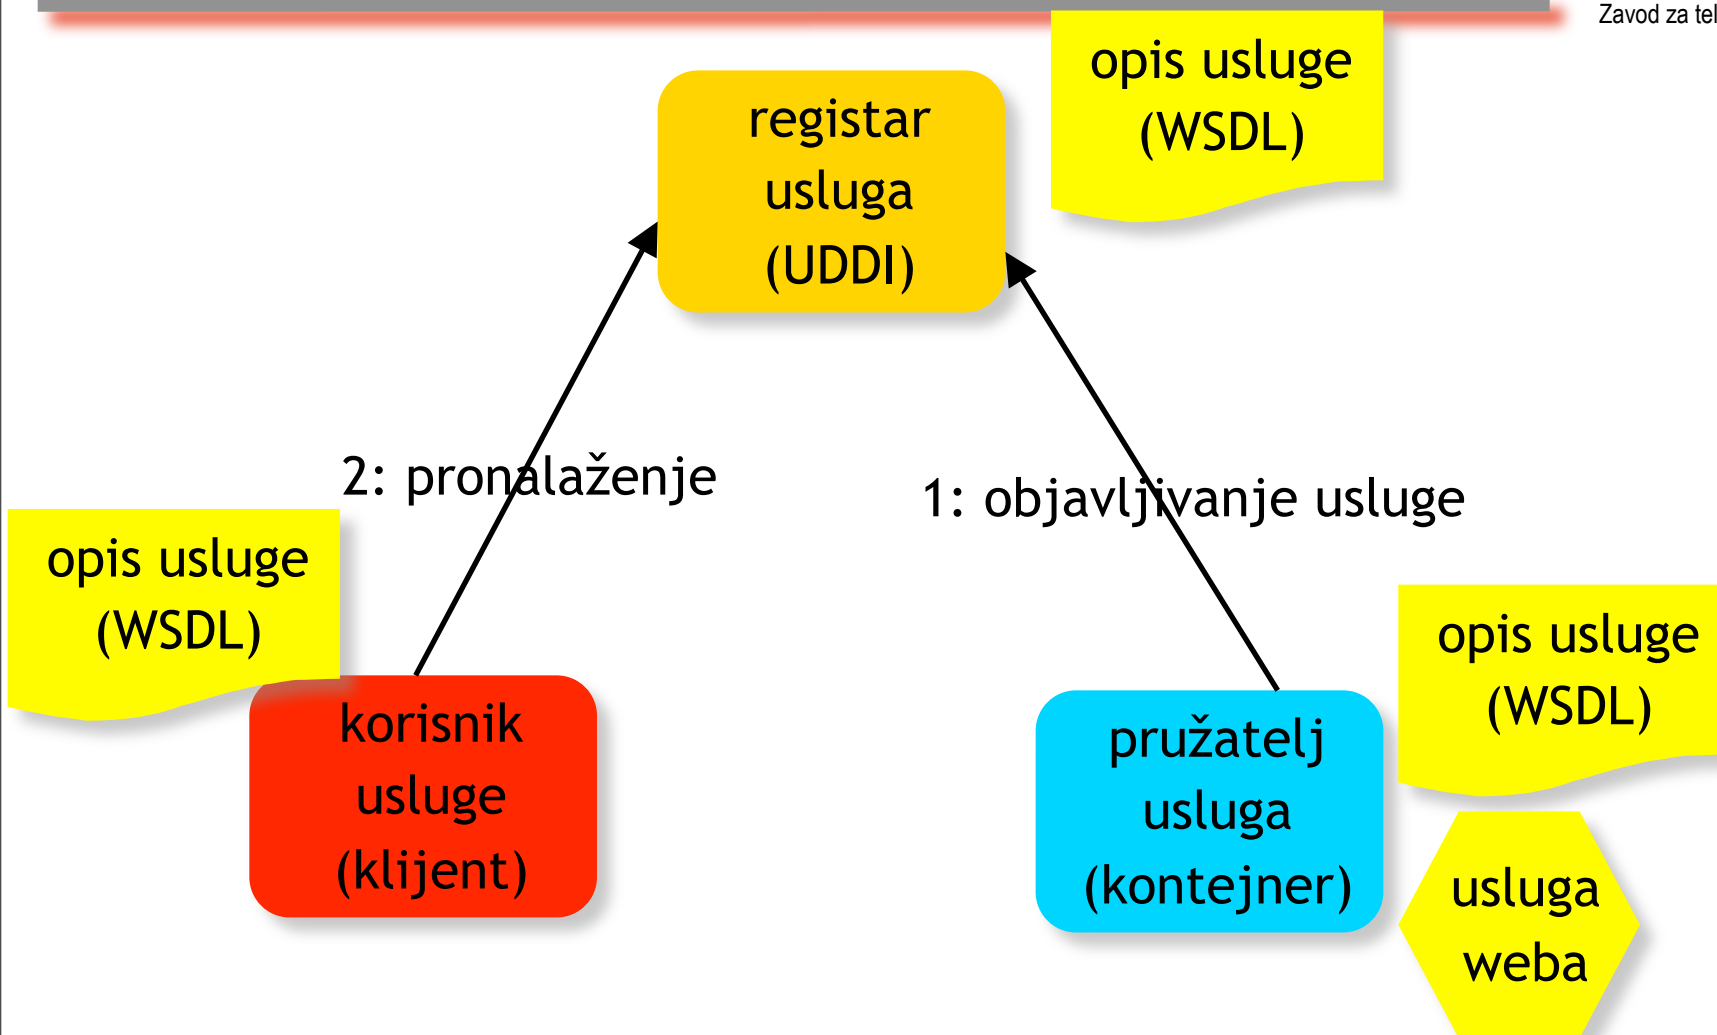 Zavod za tel
opis usluge
(WSDL)
registar
usluga
(UDDI)
2: pronalaženje
1: objavljivanje usluge
opis usluge
(WSDL)
opis usluge
(WSDL)
korisnik
usluge
(klijent)
pružatelj
usluga
(kontejner)
usluga
weba